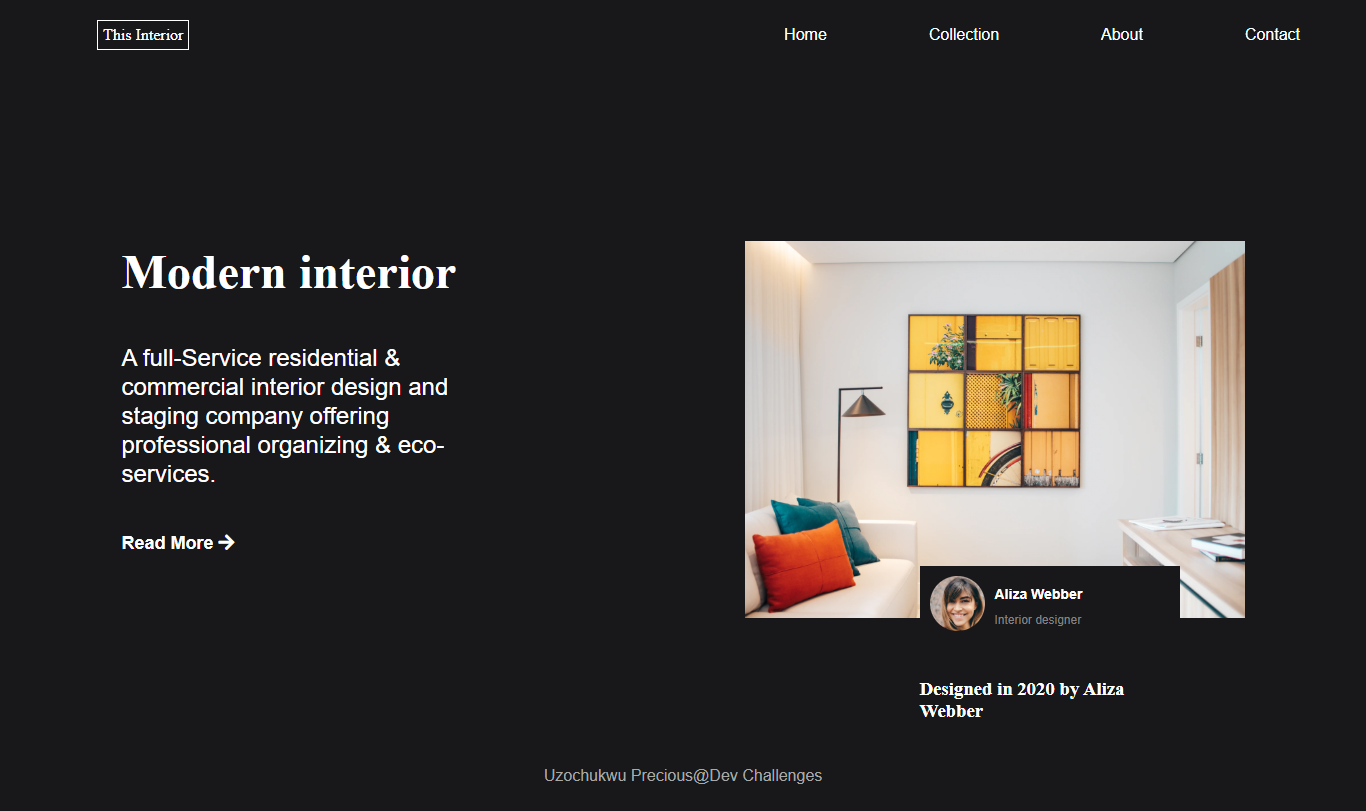 This Interior
Home
Collection
About
Contact
Modern interior
A full-Service residential &
commercial interior design and
staging company offering
professional organizing & eco-
services.
Read More
Aliza Webber
Interior designer
Designed in 2020 by Aliza
Webber
Uzochukwu Precious@Dev Challenges